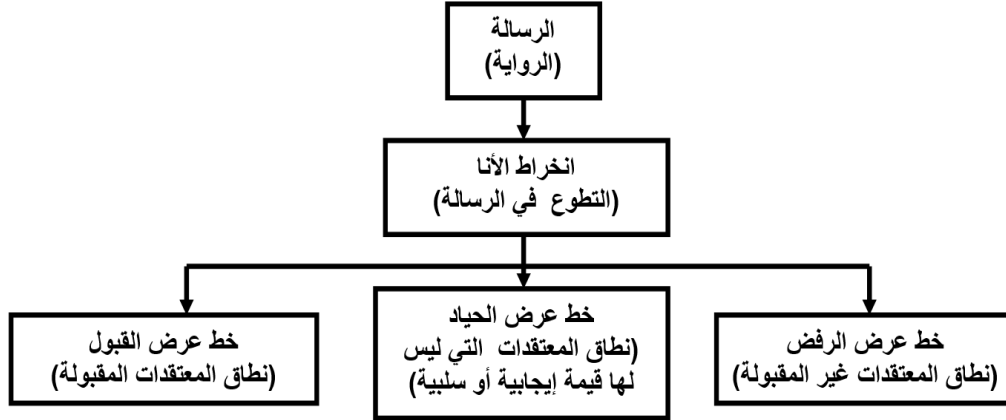 الرسالة
(الرواية)
انخراط الأنا
(التطوع في الرسالة)
خط عرض الرفض
(نطاق المعتقدات غير المقبولة)
خط عرض الحياد
(نطاق المعتقدات التي ليس
لها قيمة إيجابية أو سلبية)
خط عرض القبول
(نطاق المعتقدات المقبولة)